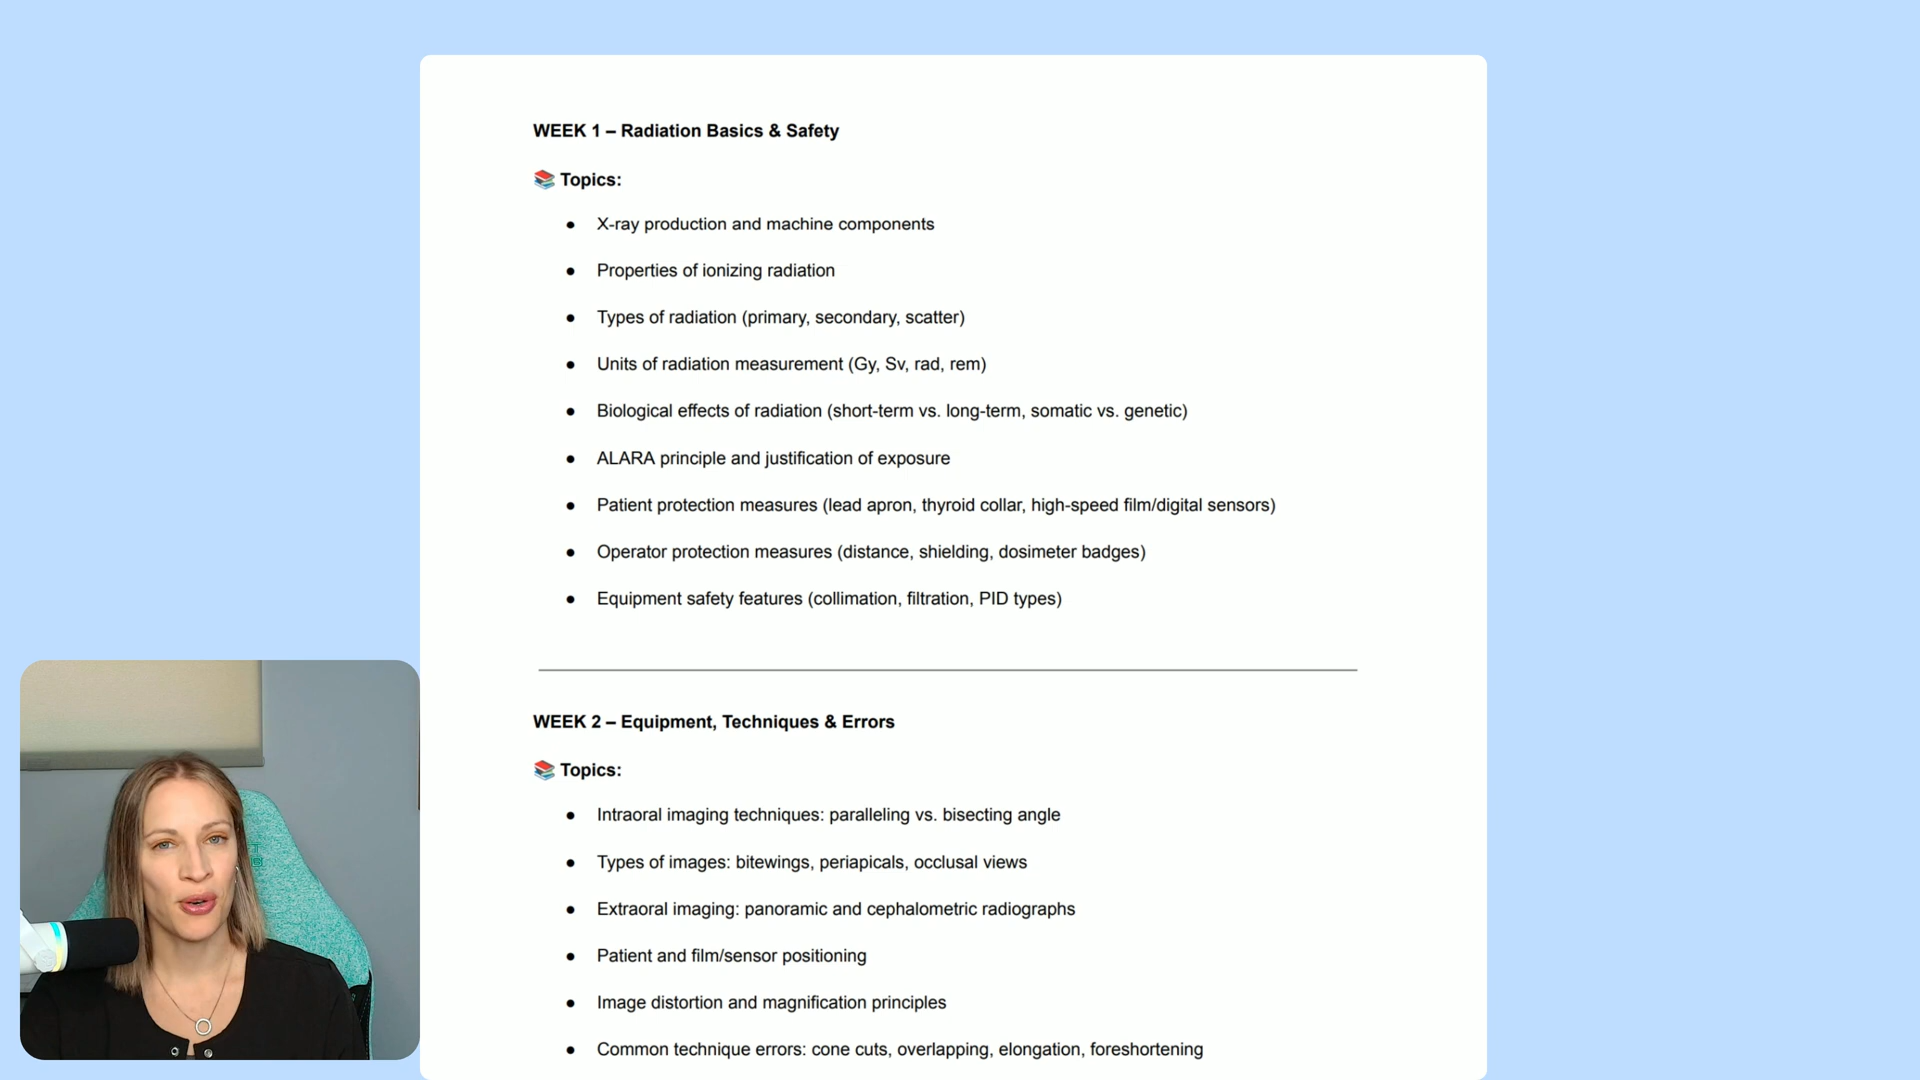 WEEK 1 – Radiation Basics & Safety
📚 Topics:
● X-ray production and machine components
● Properties of ionizing radiation
● Types of radiation (primary, secondary, scatter)
● Units of radiation measurement (Gy, Sv, rad, rem)
● Biological effects of radiation (short-term vs. long-term, somatic vs. genetic)
● ALARA principle and justification of exposure
● Patient protection measures (lead apron, thyroid collar, high-speed film/digital sensors)
● Operator protection measures (distance, shielding, dosimeter badges)
● Equipment safety features (collimation, filtration, PID types)
WEEK 2 – Equipment, Techniques & Errors
📚 Topics:
● Intraoral imaging techniques: paralleling vs. bisecting angle
● Types of images: bitewings, periapicals, occlusal views
● Extraoral imaging: panoramic and cephalometric radiographs
● Patient and film/sensor positioning
● Image distortion and magnification principles
● Common technique errors: cone cuts, overlapping, elongation, foreshortening